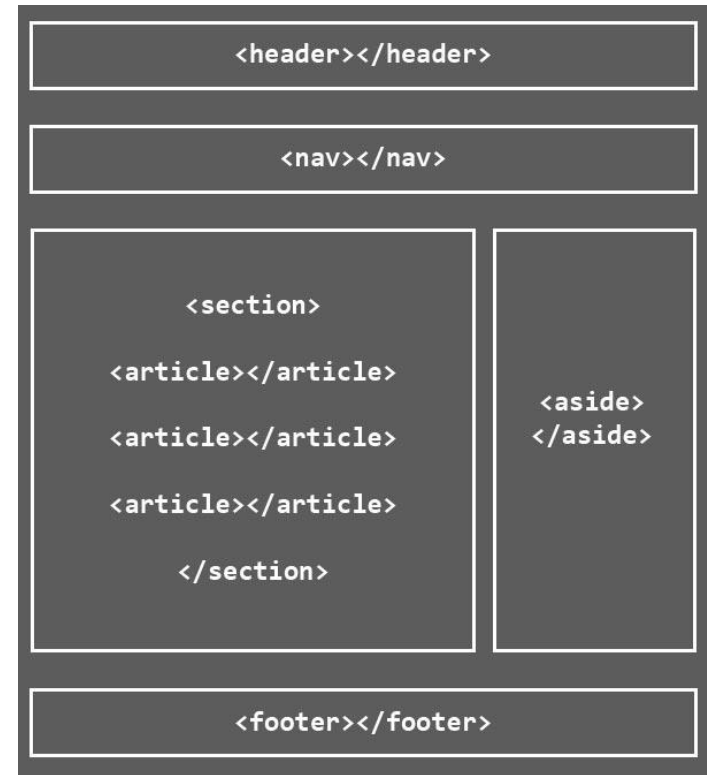 <header></header>
<nav></nav>
<section>
<article></article>
<article></article>
<article></article>
</section>
<aside>
</aside>
<footer></footer>